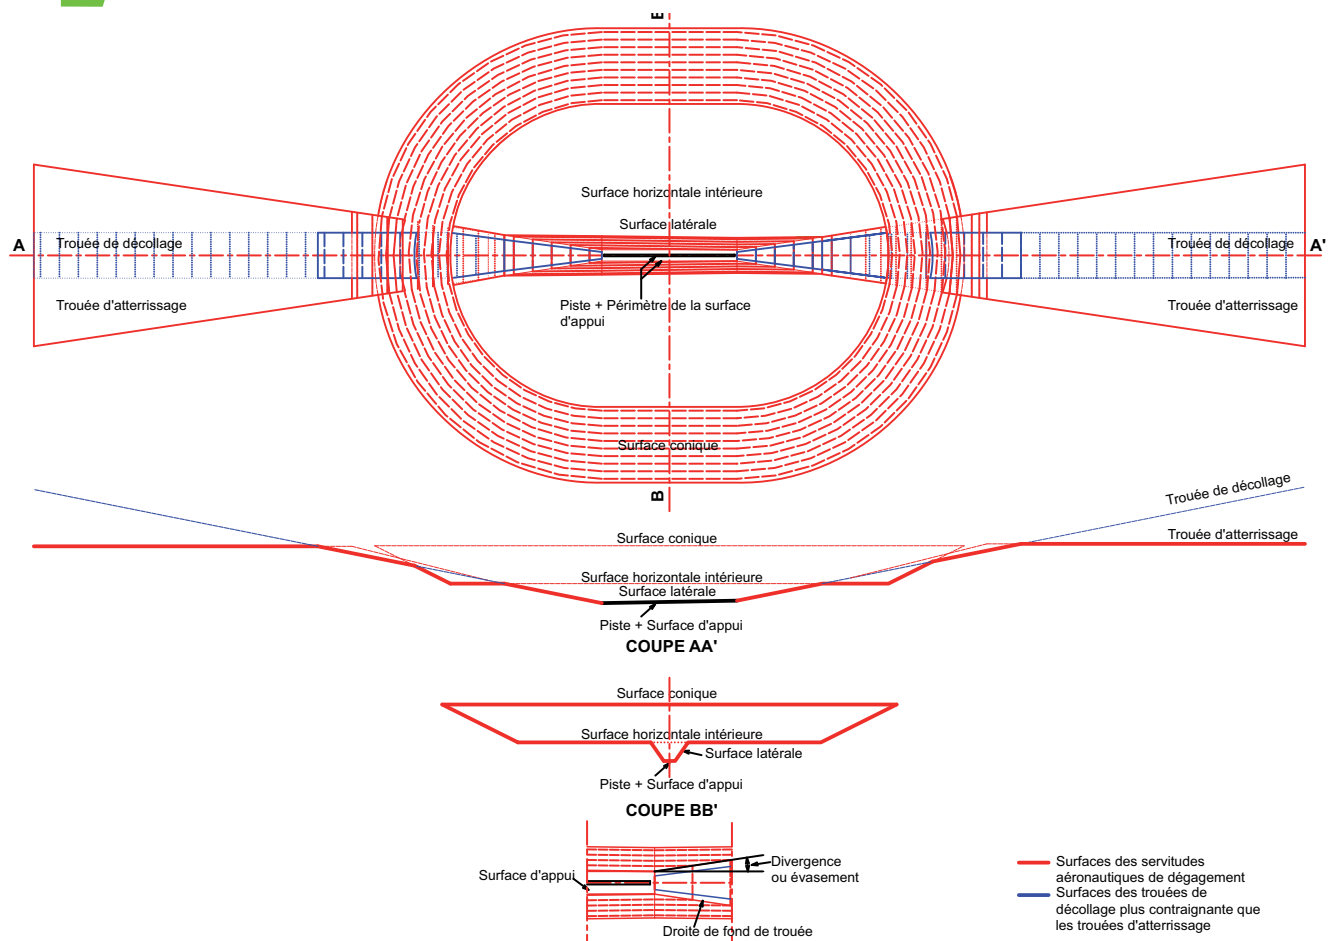 B
Surface horizontale intérieure
Surface latérale
A
Trouée de décollage
Trouée de décollage
A'
Trouée d'atterrissage
Piste + Périmètre de la surface
d'appui
Trouée d'atterrissage
Surface conique
B
Trouée de décollage
Surface conique
Trouée d'atterrissage
Surface horizontale intérieure
Surface latérale
Piste + Surface d'appui
COUPE AA'
Surface conique
Surface horizontale intérieure
Surface latérale
Piste + Surface d'appui
COUPE BB'
Surface d'appui
Divergence
ou évasement
Droite de fond de trouée
Surfaces des servitudes
aéronautiques de dégagement
Surfaces des trouées de
décollage plus contraignante que
les trouées d'atterrissage